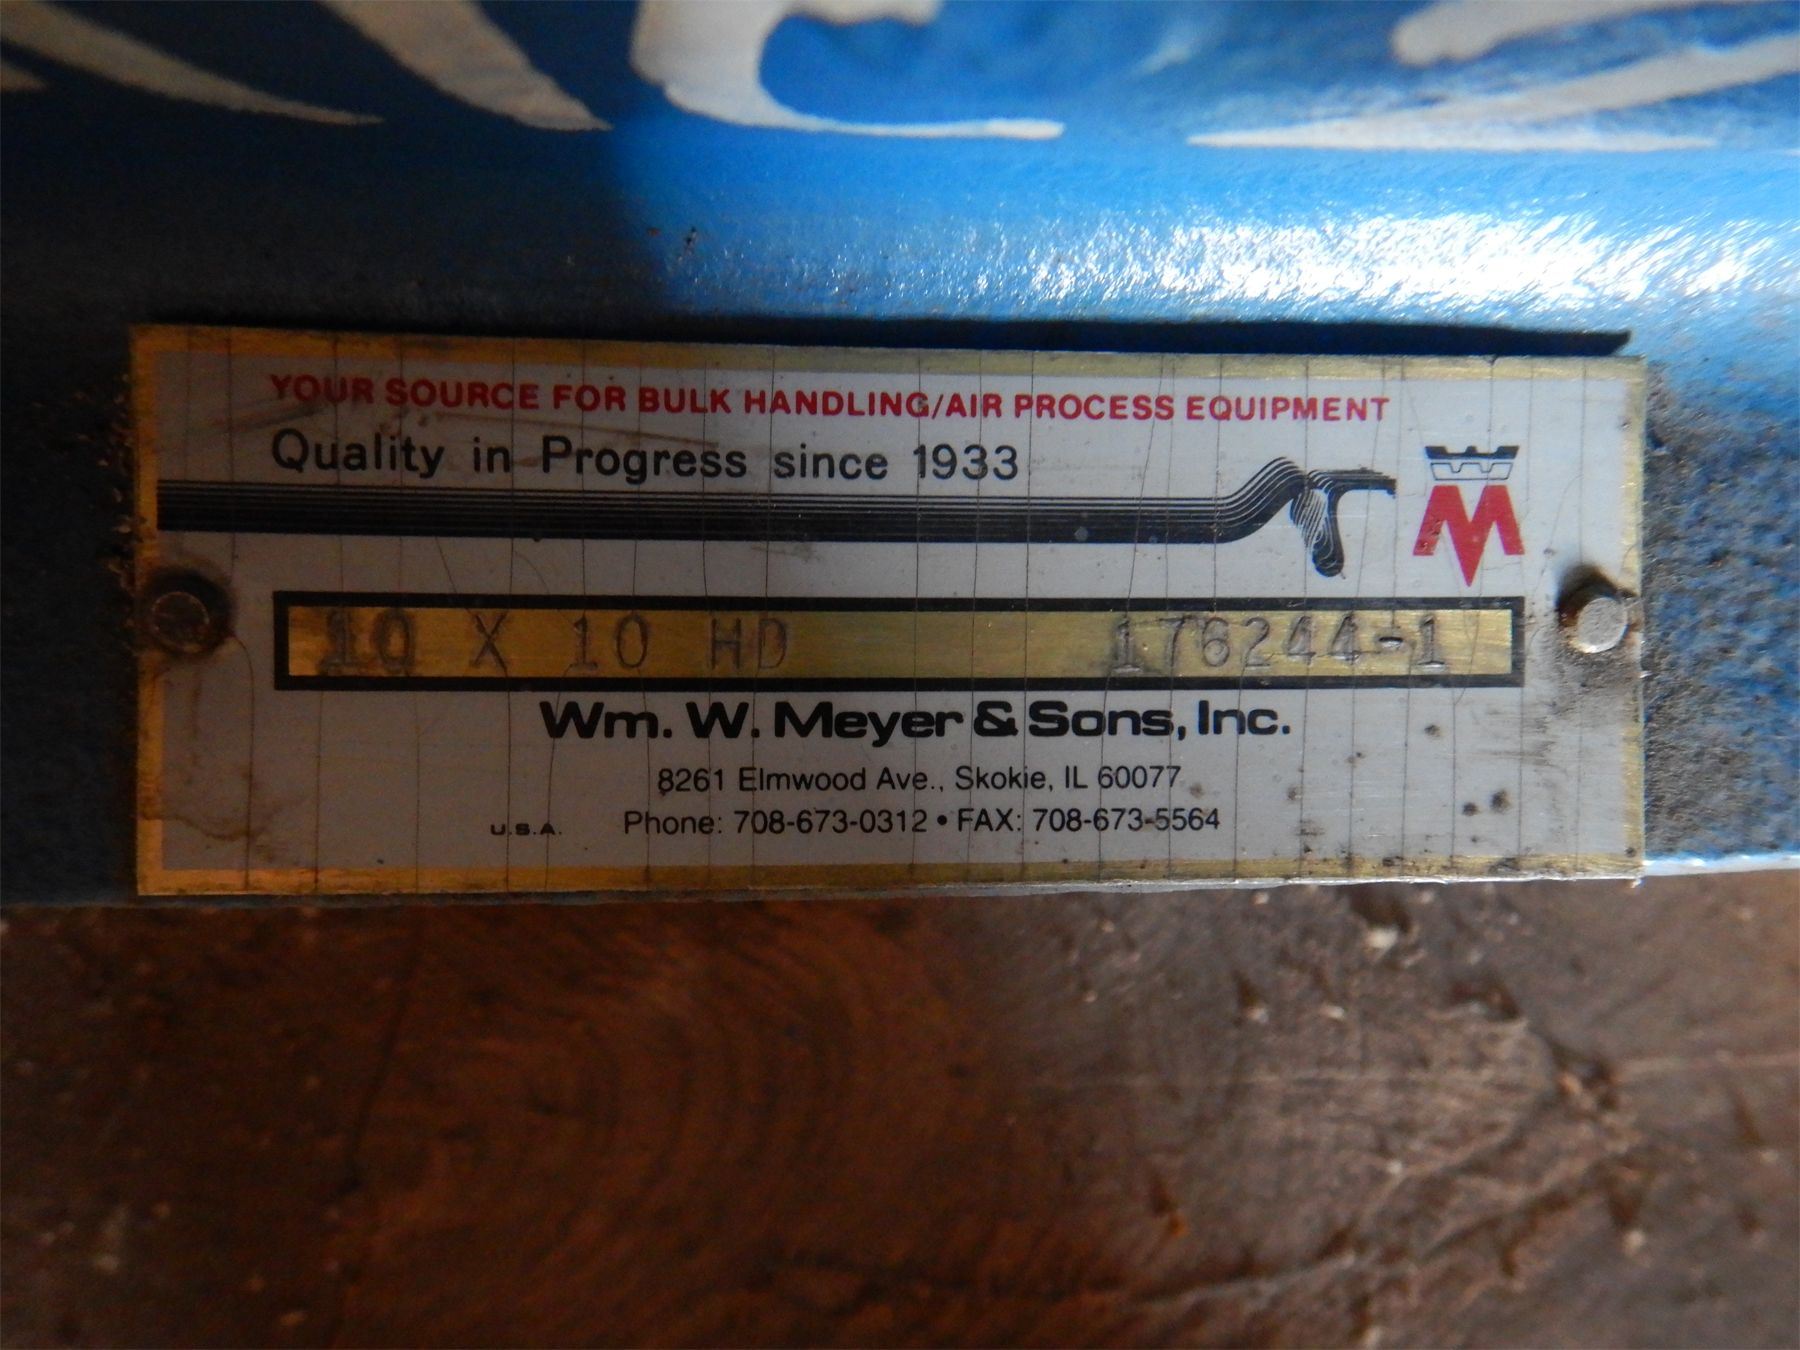 YOUR SOURCE FOR BULK HANDLING/AIR PROCESS EQUIPMENT
Quality in Progress since 1933
M
10 X 10 HD 176244-1
Wm. W. Meyer & Sons, Inc.
8261 Elmwood Ave., Skokie, IL 60077
U.S.A. Phone: 708-673-0312 • FAX: 708-673-5564